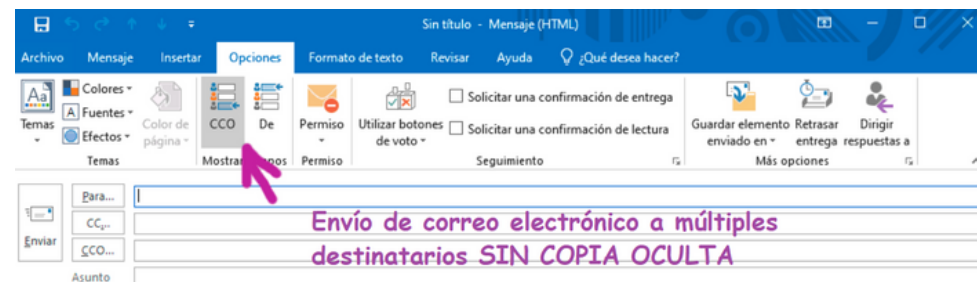 Sin título - Mensaje (HTML)
Archivo Mensaje Insertar Opciones Formato de texto Revisar Ayuda ¿Qué desea hacer?
Aa
Temas
Colores
A Fuentes
Efectos
Temas
Color de página
CCO
De
Mostrar
Permiso
Permiso
Utilizar botones de voto
Solicitar una confirmación de entrega
Solicitar una confirmación de lectura
Seguimiento
Guardar elemento enviado en
Retrasar entrega
Dirigir respuestas a
Más opciones
Enviar
Para...
CC...
CCO...
Asunto
Envío de correo electrónico a múltiples
destinatarios SIN COPIA OCULTA